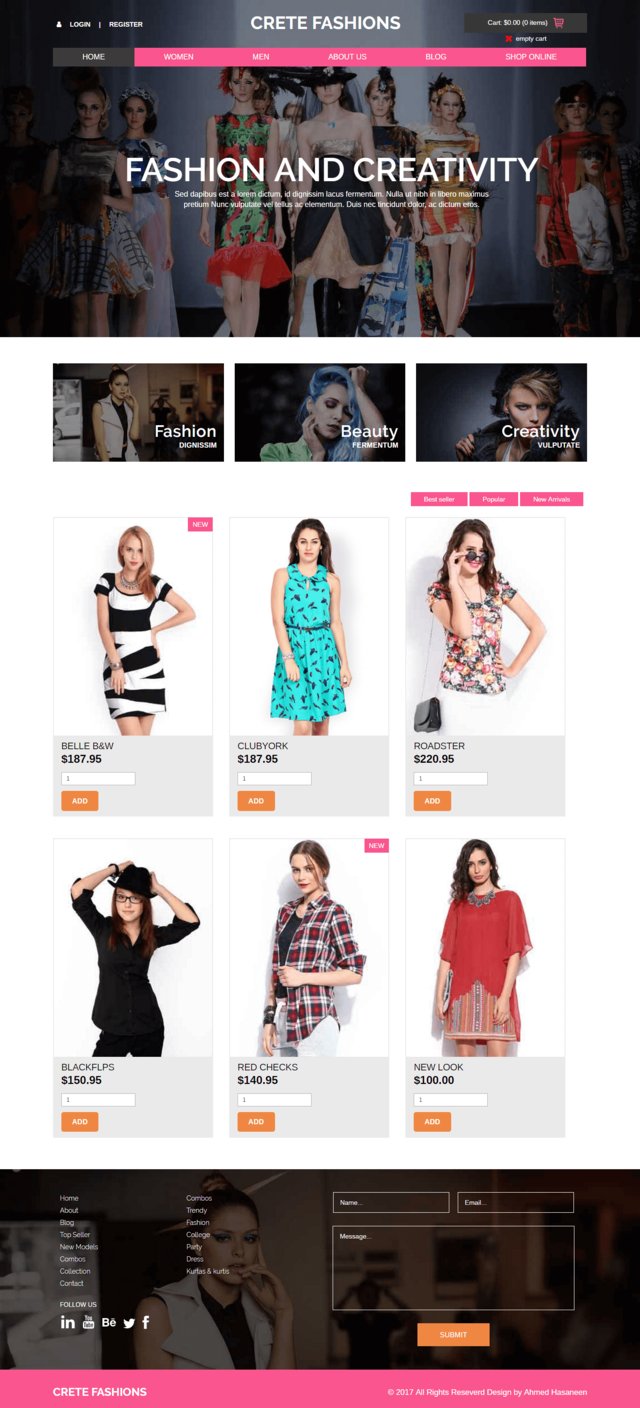 LOGIN | REGISTER
CRETE FASHIONS
Cart: $0.00 (0 items)
empty cart
HOME WOMEN MEN ABOUT US BLOG SHOP ONLINE
FASHION AND CREATIVITY
Sed dapibus est a lorem dictum, id dignissim lacus fermentum. Nulla ut nibh in libero maximus
pretium Nunc vulputate vel tellus ac elementum. Duis nec tincidunt dolor, ac dictum eros.
Fashion
DIGNISSIM
Beauty
FERMENTUM
Creativity
VULPUTATE
Best seller Popular New Arrivals
NEW
BELLE B&W
$187.95
1
ADD
CLUBYORK
$187.95
1
ADD
ROADSTER
$220.95
1
ADD
BLACKFLPS
$150.95
1
ADD
NEW
RED CHECKS
$140.95
1
ADD
NEW LOOK
$100.00
1
ADD
Home
About
Blog
Top Seller
New Models
Combos
Collection
Contact
Combos
Trendy
Fashion
College
Party
Dress
Kurtas & kurtis
FOLLOW US
in You Tube Bē f
Name...
Email...
Message...
SUBMIT
CRETE FASHIONS
© 2017 All Rights Reseverd Design by Ahmed Hasaneen